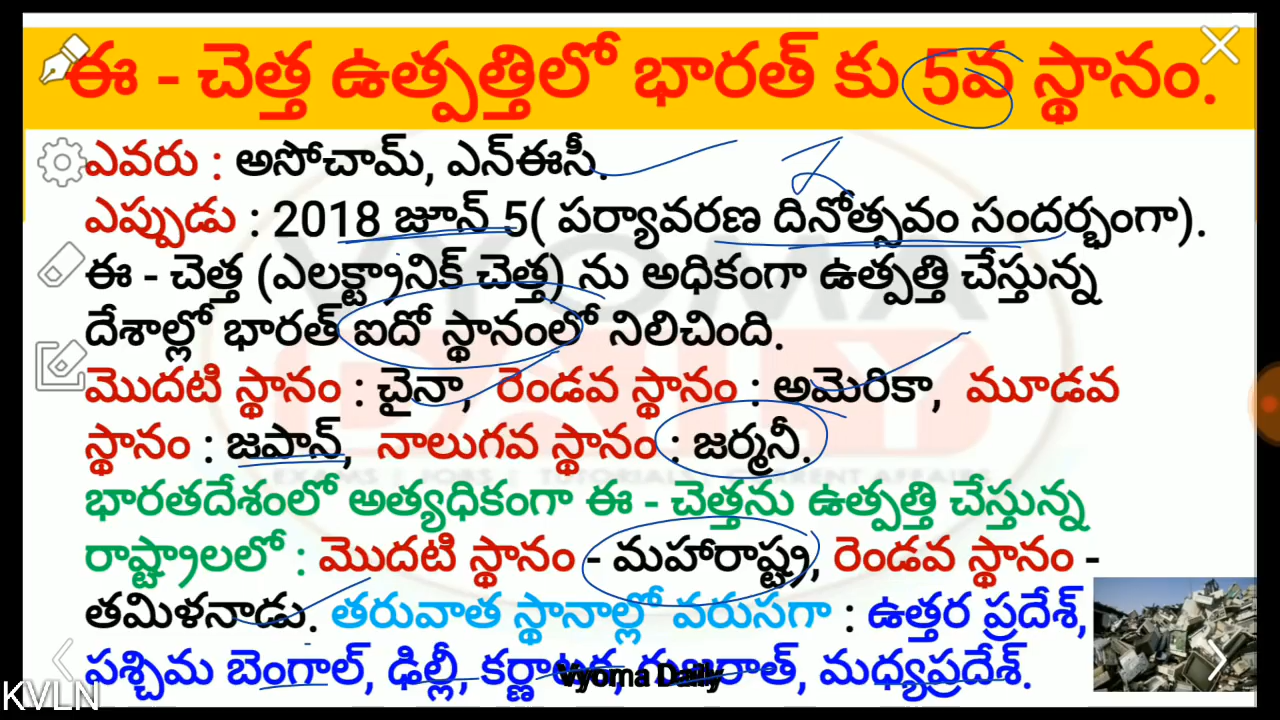 ఈ - చెత్త ఉత్పత్తిలో భారత్ కు 5వ స్థానం.
ఎవరు : అసోచామ్, ఎన్ఈసీ.
ఎప్పుడు : 2018 జూన్ 5( పర్యావరణ దినోత్సవం సందర్భంగా).
ఈ - చెత్త (ఎలక్ట్రానిక్ చెత్త) ను అధికంగా ఉత్పత్తి చేస్తున్న
దేశాల్లో భారత్ ఐదో స్థానంలో నిలిచింది.
మొదటి స్థానం : చైనా, రెండవ స్థానం : అమెరికా, మూడవ
స్థానం : జపాన్, నాలుగవ స్థానం : జర్మనీ.
భారతదేశంలో అత్యధికంగా ఈ - చెత్తను ఉత్పత్తి చేస్తున్న
రాష్ట్రాలలో : మొదటి స్థానం - మహారాష్ట్ర, రెండవ స్థానం -
తమిళనాడు. తరువాత స్థానాల్లో వరుసగా : ఉత్తర ప్రదేశ్,
పశ్చిమ బెంగాల్, ఢిల్లీ, కర్ణాటక, గుజరాత్, మధ్యప్రదేశ్.
Vyoma Daily
KVLN